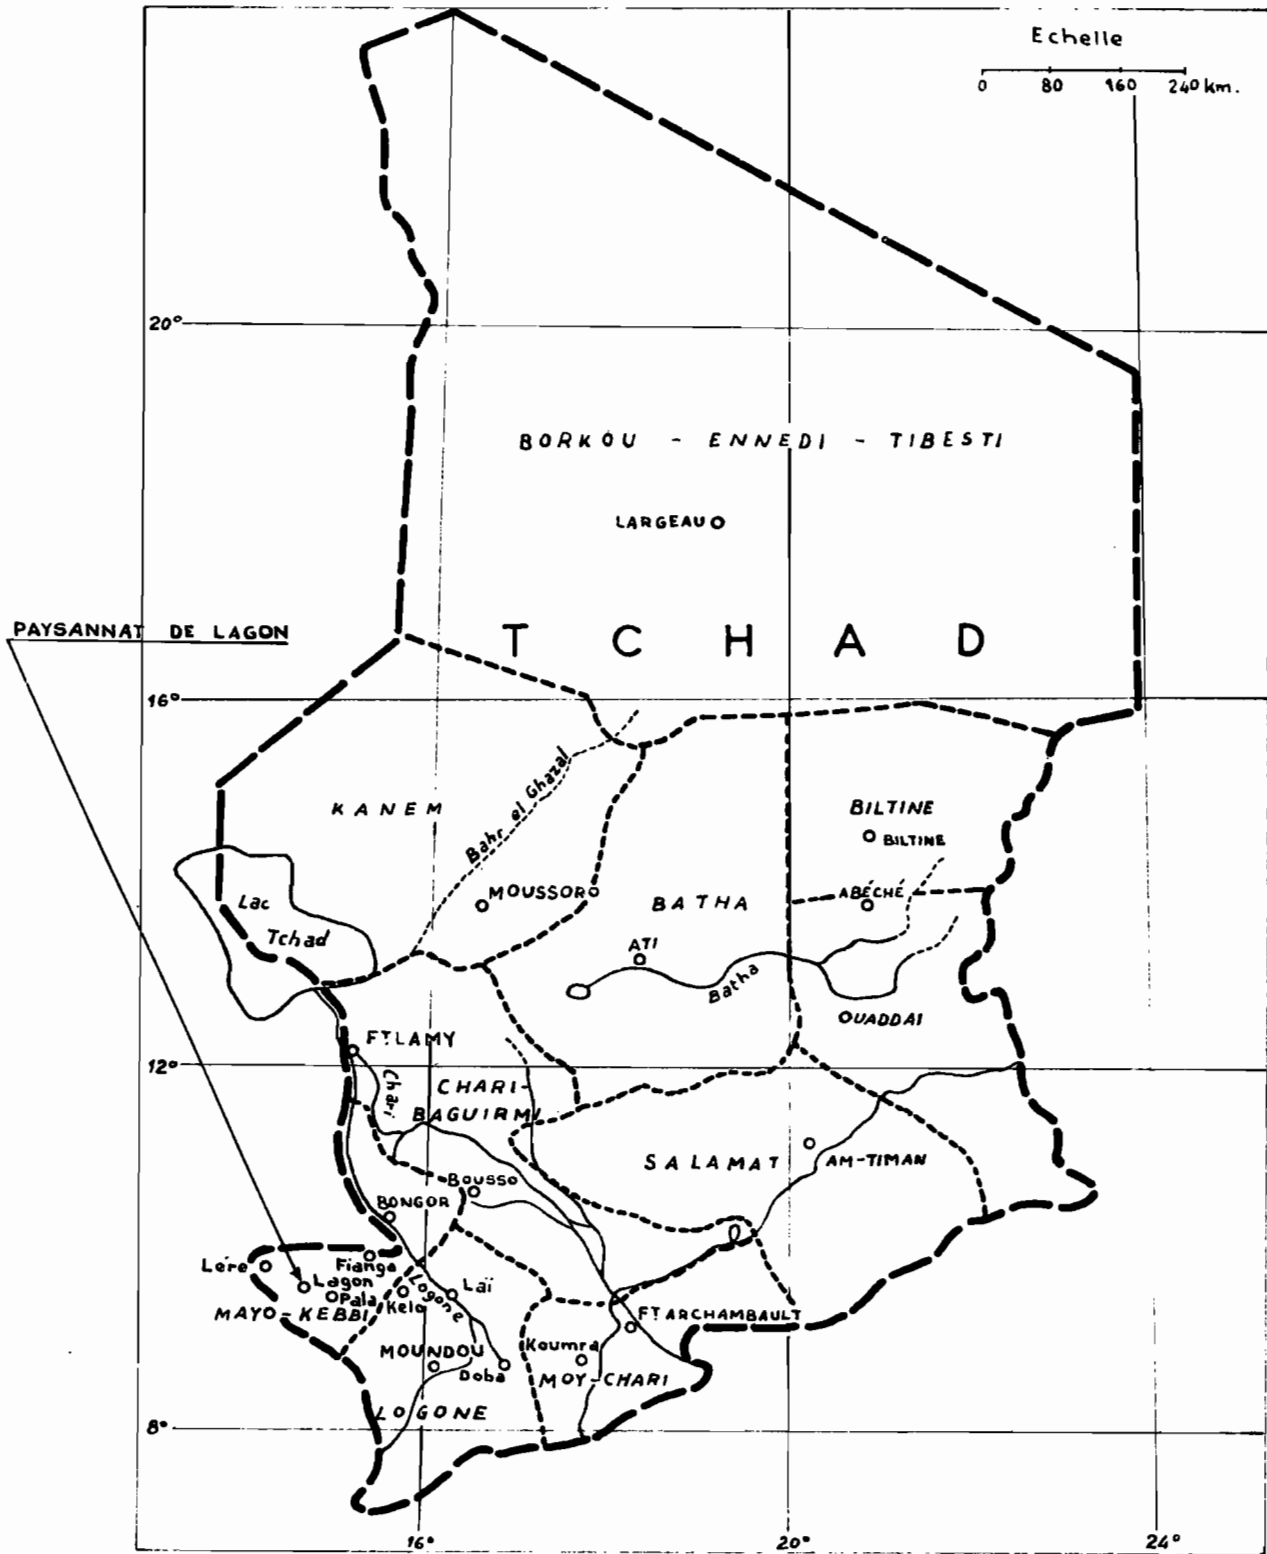 Echelle
0 80 160 240 km.
20°
BORKOU - ENNEDI - TIBESTI
LARGEAU
PAYSANNAT DE LAGON
T C H A D
16°
Bahr el Ghazal
KANEM
BILTINE
BILTINE
MOUSSORO
ABÉCHÉ
BATHA
Lac
Tchad
ATI
Batha
OUADDAI
FT LAMY
12°
Chari
CHARI-
BAGUIRMI
SALAMAT
AM-TIMAN
Bousso
BONGOR
Lére
Fianga
Lagon
Pala
Kelo
Logone
Laï
MAYO-KEBBI
FT ARCHAMBAULT
MOUNDOU
Doba
Koumra
MOY-CHARI
LOGONE
8°
16°
20°
24°